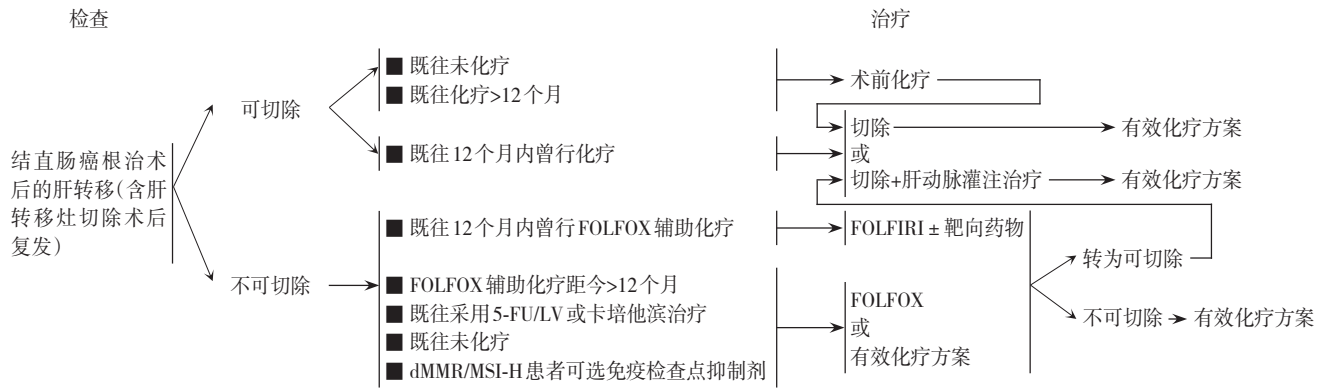 检查
治疗
结直肠癌根治术
后的肝转移(含肝
转移灶切除术后
复发)
可切除
■ 既往未化疗
■ 既往化疗>12个月
术前化疗
■ 既往12个月内曾行化疗
切除
有效化疗方案
或
切除+肝动脉灌注治疗
有效化疗方案
不可切除
■ 既往12个月内曾行FOLFOX辅助化疗
FOLFIRI ± 靶向药物
■ FOLFOX辅助化疗距今>12个月
■ 既往采用5-FU/LV或卡培他滨治疗
■ 既往未化疗
■ dMMR/MSI-H患者可选免疫检查点抑制剂
FOLFOX
或
有效化疗方案
转为可切除
不可切除
有效化疗方案